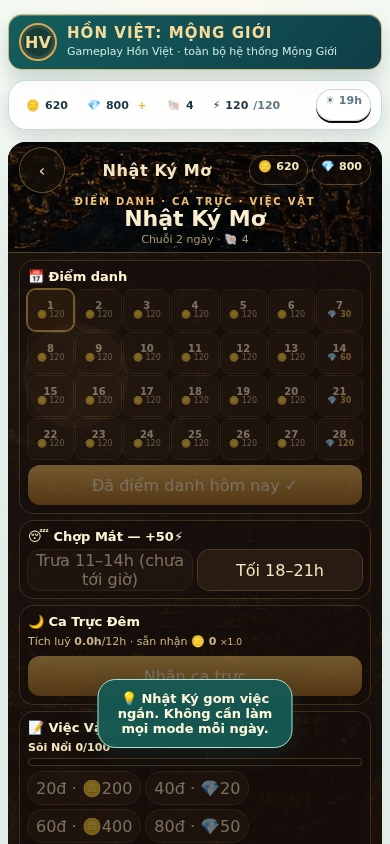 HV
HỒN VIỆT: MỘNG GIỚI
Gameplay Hồn Việt · toàn bộ hệ thống Mộng Giới
🪙 620 💎 800 + 🐚 4 ⚡ 120 /120 ☀ 19h
‹ Nhật Ký Mơ 🪙 620 💎 800
ĐIỂM DANH · CA TRỰC · VIỆC VẶT
Nhật Ký Mơ
Chuỗi 2 ngày · 🐚 4
📅 Điểm danh
1 2 3 4 5 6 7
🪙 120 🪙 120 🪙 120 🪙 120 🪙 120 🪙 120 💎 30
8 9 10 11 12 13 14
🪙 120 🪙 120 🪙 120 🪙 120 🪙 120 🪙 120 💎 60
15 16 17 18 19 20 21
🪙 120 🪙 120 🪙 120 🪙 120 🪙 120 🪙 120 💎 30
22 23 24 25 26 27 28
🪙 120 🪙 120 🪙 120 🪙 120 🪙 120 🪙 120 💎 120
Đã điểm danh hôm nay ✓
😴 Chợp Mắt — +50⚡
Trưa 11–14h (chưa
tới giờ)
Tối 18–21h
🌙 Ca Trực Đêm
Tích luỹ 0.0h/12h · sẵn nhận 🪙 0 ×1.0
Nhận ca trực
💡 Nhật Ký gom việc
ngắn. Không cần làm
mọi mode mỗi ngày.
📝 Việc
Sôi Nổi 0/100
20đ · 🪙200 40đ · 💎20
60đ · 🪙400 80đ · 💎50